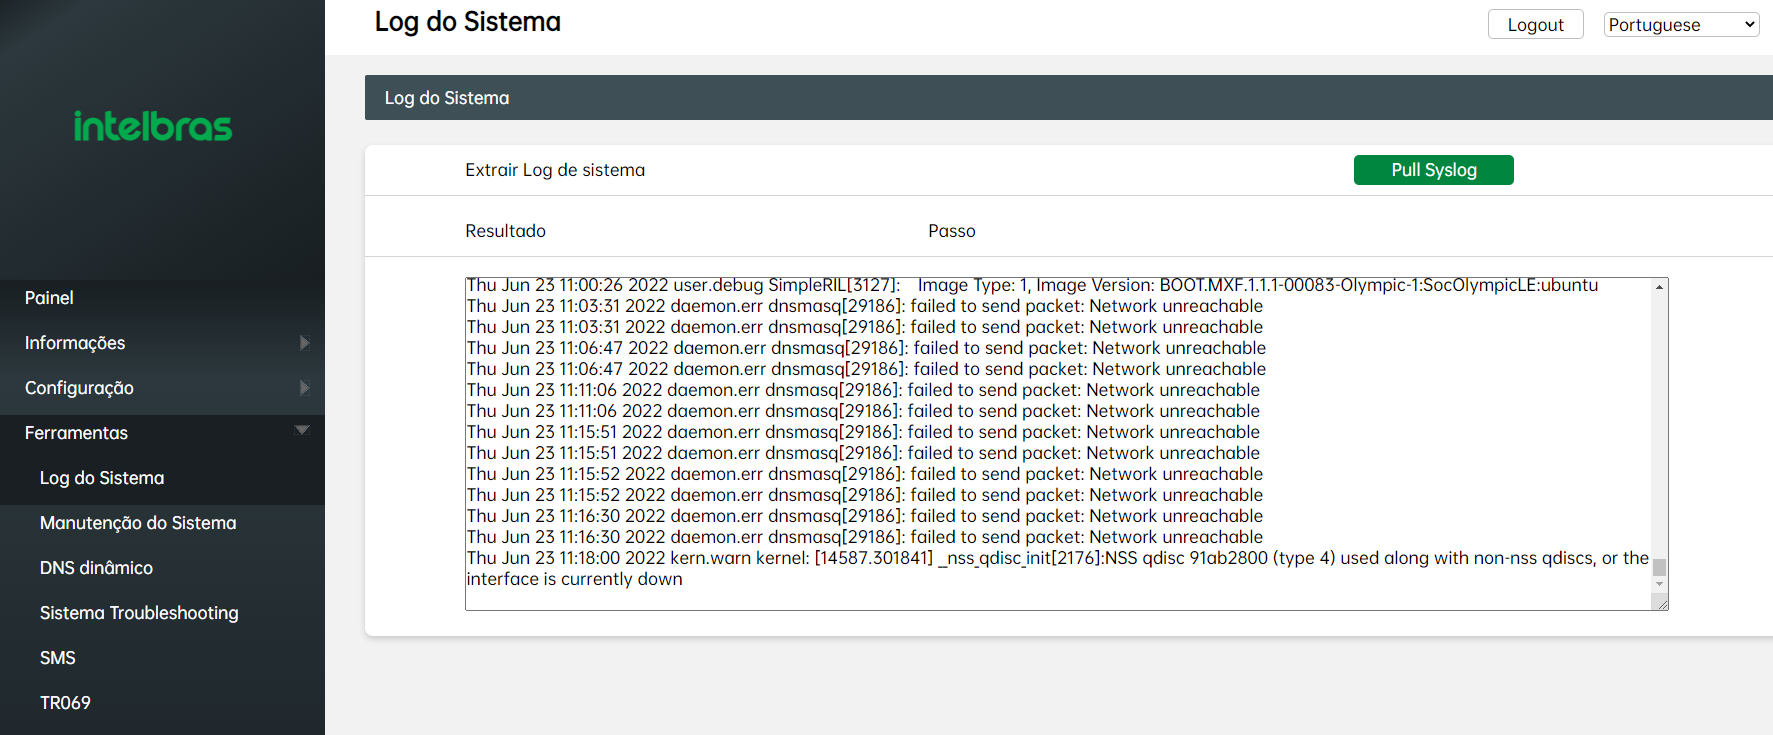 Log do Sistema
Logout
Portuguese
intelbras
Painel
Informações
Configuração
Ferramentas
Log do Sistema
Manutenção do Sistema
DNS dinâmico
Sistema Troubleshooting
SMS
TR069
Log do Sistema
Extrair Log de sistema
Pull Syslog
Resultado
Passo
Thu Jun 23 11:00:26 2022 user.debug SimpleRIL[3127]:    Image Type: 1, Image Version: BOOT.MXF.1.1.1-00083-Olympic-1:SocOlympicLE:ubuntu
Thu Jun 23 11:03:31 2022 daemon.err dnsmasq[29186]: failed to send packet: Network unreachable
Thu Jun 23 11:03:31 2022 daemon.err dnsmasq[29186]: failed to send packet: Network unreachable
Thu Jun 23 11:06:47 2022 daemon.err dnsmasq[29186]: failed to send packet: Network unreachable
Thu Jun 23 11:06:47 2022 daemon.err dnsmasq[29186]: failed to send packet: Network unreachable
Thu Jun 23 11:11:06 2022 daemon.err dnsmasq[29186]: failed to send packet: Network unreachable
Thu Jun 23 11:11:06 2022 daemon.err dnsmasq[29186]: failed to send packet: Network unreachable
Thu Jun 23 11:15:51 2022 daemon.err dnsmasq[29186]: failed to send packet: Network unreachable
Thu Jun 23 11:15:51 2022 daemon.err dnsmasq[29186]: failed to send packet: Network unreachable
Thu Jun 23 11:15:52 2022 daemon.err dnsmasq[29186]: failed to send packet: Network unreachable
Thu Jun 23 11:15:52 2022 daemon.err dnsmasq[29186]: failed to send packet: Network unreachable
Thu Jun 23 11:16:30 2022 daemon.err dnsmasq[29186]: failed to send packet: Network unreachable
Thu Jun 23 11:16:30 2022 daemon.err dnsmasq[29186]: failed to send packet: Network unreachable
Thu Jun 23 11:18:00 2022 kern.warn kernel: [14587.301841] _nss_qdisc_init[2176]:NSS qdisc 91ab2800 (type 4) used along with non-nss qdiscs, or the
interface is currently down